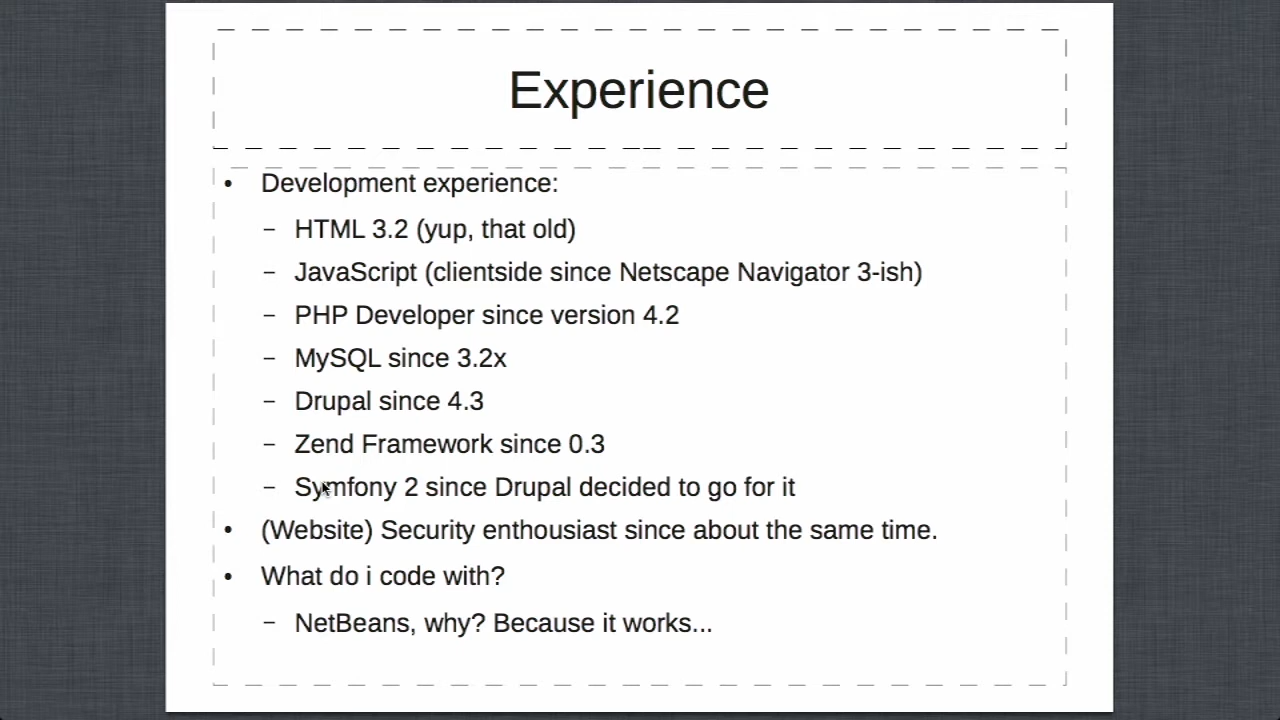 Experience
• Development experience:
– HTML 3.2 (yup, that old)
– JavaScript (clientside since Netscape Navigator 3-ish)
– PHP Developer since version 4.2
– MySQL since 3.2x
– Drupal since 4.3
– Zend Framework since 0.3
– Symfony 2 since Drupal decided to go for it
• (Website) Security enthousiast since about the same time.
• What do i code with?
– NetBeans, why? Because it works...